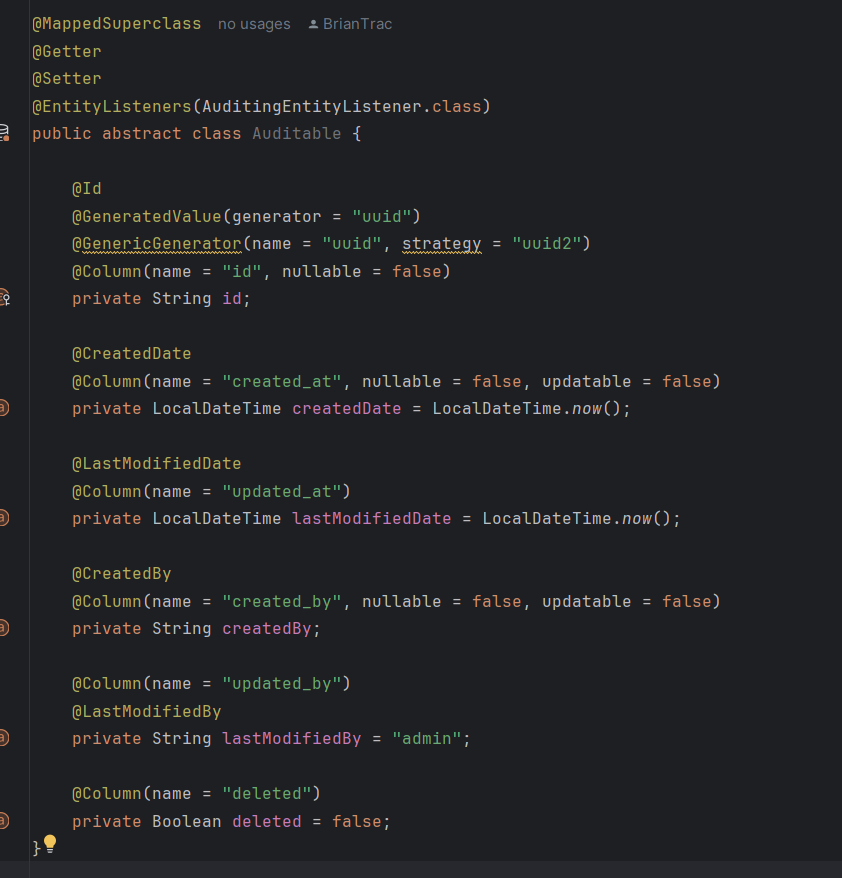 @MappedSuperclass no usages BrianTrac
@Getter
@Setter
@EntityListeners(AuditingEntityListener.class)
public abstract class Auditable {
@Id
@GeneratedValue(generator = "uuid")
@GenericGenerator(name = "uuid", strategy = "uuid2")
@Column(name = "id", nullable = false)
private String id;
@CreatedDate
@Column(name = "created_at", nullable = false, updatable = false)
private LocalDateTime createdDate = LocalDateTime.now();
@LastModifiedDate
@Column(name = "updated_at")
private LocalDateTime lastModifiedDate = LocalDateTime.now();
@CreatedBy
@Column(name = "created_by", nullable = false, updatable = false)
private String createdBy;
@Column(name = "updated_by")
@LastModifiedBy
private String lastModifiedBy = "admin";
@Column(name = "deleted")
private Boolean deleted = false;
}